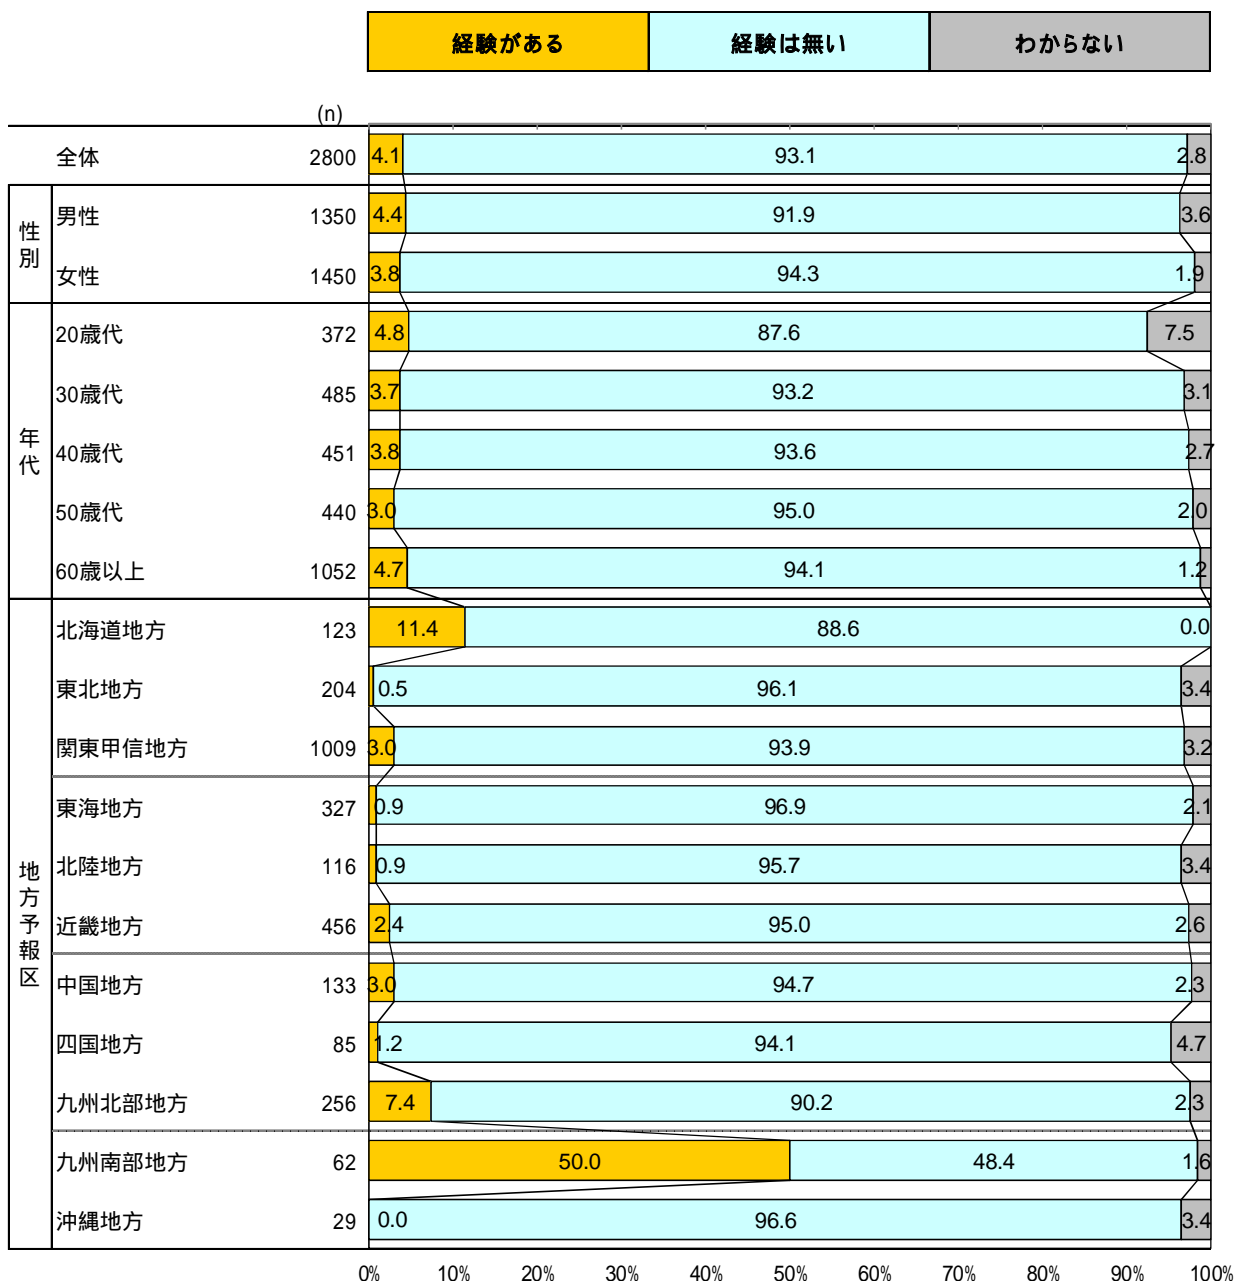 経験がある 経験は無い わからない
(n)
全体 2800 4.1 93.1 2.8
性別
男性 1350 4.4 91.9 3.6
女性 1450 3.8 94.3 1.9
年代
20歳代 372 4.8 87.6 7.5
30歳代 485 3.7 93.2 3.1
40歳代 451 3.8 93.6 2.7
50歳代 440 3.0 95.0 2.0
60歳以上 1052 4.7 94.1 1.2
地方予報区
北海道地方 123 11.4 88.6 0.0
東北地方 204 0.5 96.1 3.4
関東甲信地方 1009 3.0 93.9 3.2
東海地方 327 0.9 96.9 2.1
北陸地方 116 0.9 95.7 3.4
近畿地方 456 2.4 95.0 2.6
中国地方 133 3.0 94.7 2.3
四国地方 85 1.2 94.1 4.7
九州北部地方 256 7.4 90.2 2.3
九州南部地方 62 50.0 48.4 1.6
沖縄地方 29 0.0 96.6 3.4
0% 10% 20% 30% 40% 50% 60% 70% 80% 90% 100%